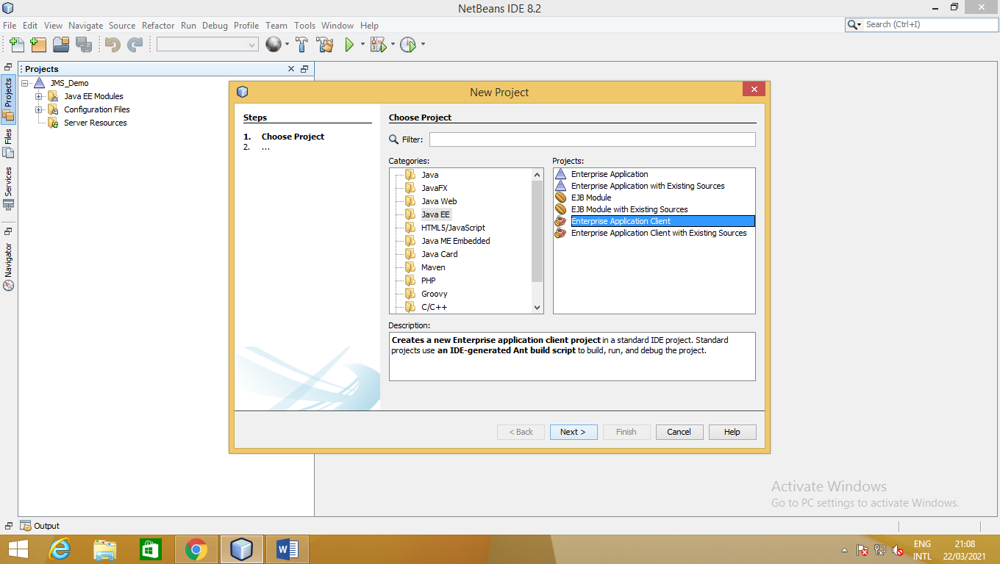 NetBeans IDE 8.2
File Edit View Navigate Source Refactor Run Debug Profile Team Tools Window Help
Search (Ctrl+I)
Projects
Files
Services
Navigator
Projects
JMS_Demo
Java EE Modules
Configuration Files
Server Resources
New Project
Steps
1. Choose Project
2. ...
Choose Project
Filter:
Categories:
Java
JavaFX
Java Web
Java EE
HTML5/JavaScript
Java ME Embedded
Java Card
Maven
PHP
Groovy
C/C++
Projects:
Enterprise Application
Enterprise Application with Existing Sources
EJB Module
EJB Module with Existing Sources
Enterprise Application Client
Enterprise Application Client with Existing Sources
Description:
Creates a new Enterprise application client project in a standard IDE project. Standard
projects use an IDE-generated Ant build script to build, run, and debug the project.
< Back Next > Finish Cancel Help
Activate Windows
Go to PC settings to activate Windows.
Output
ENG 21:08
INTL 22/03/2021